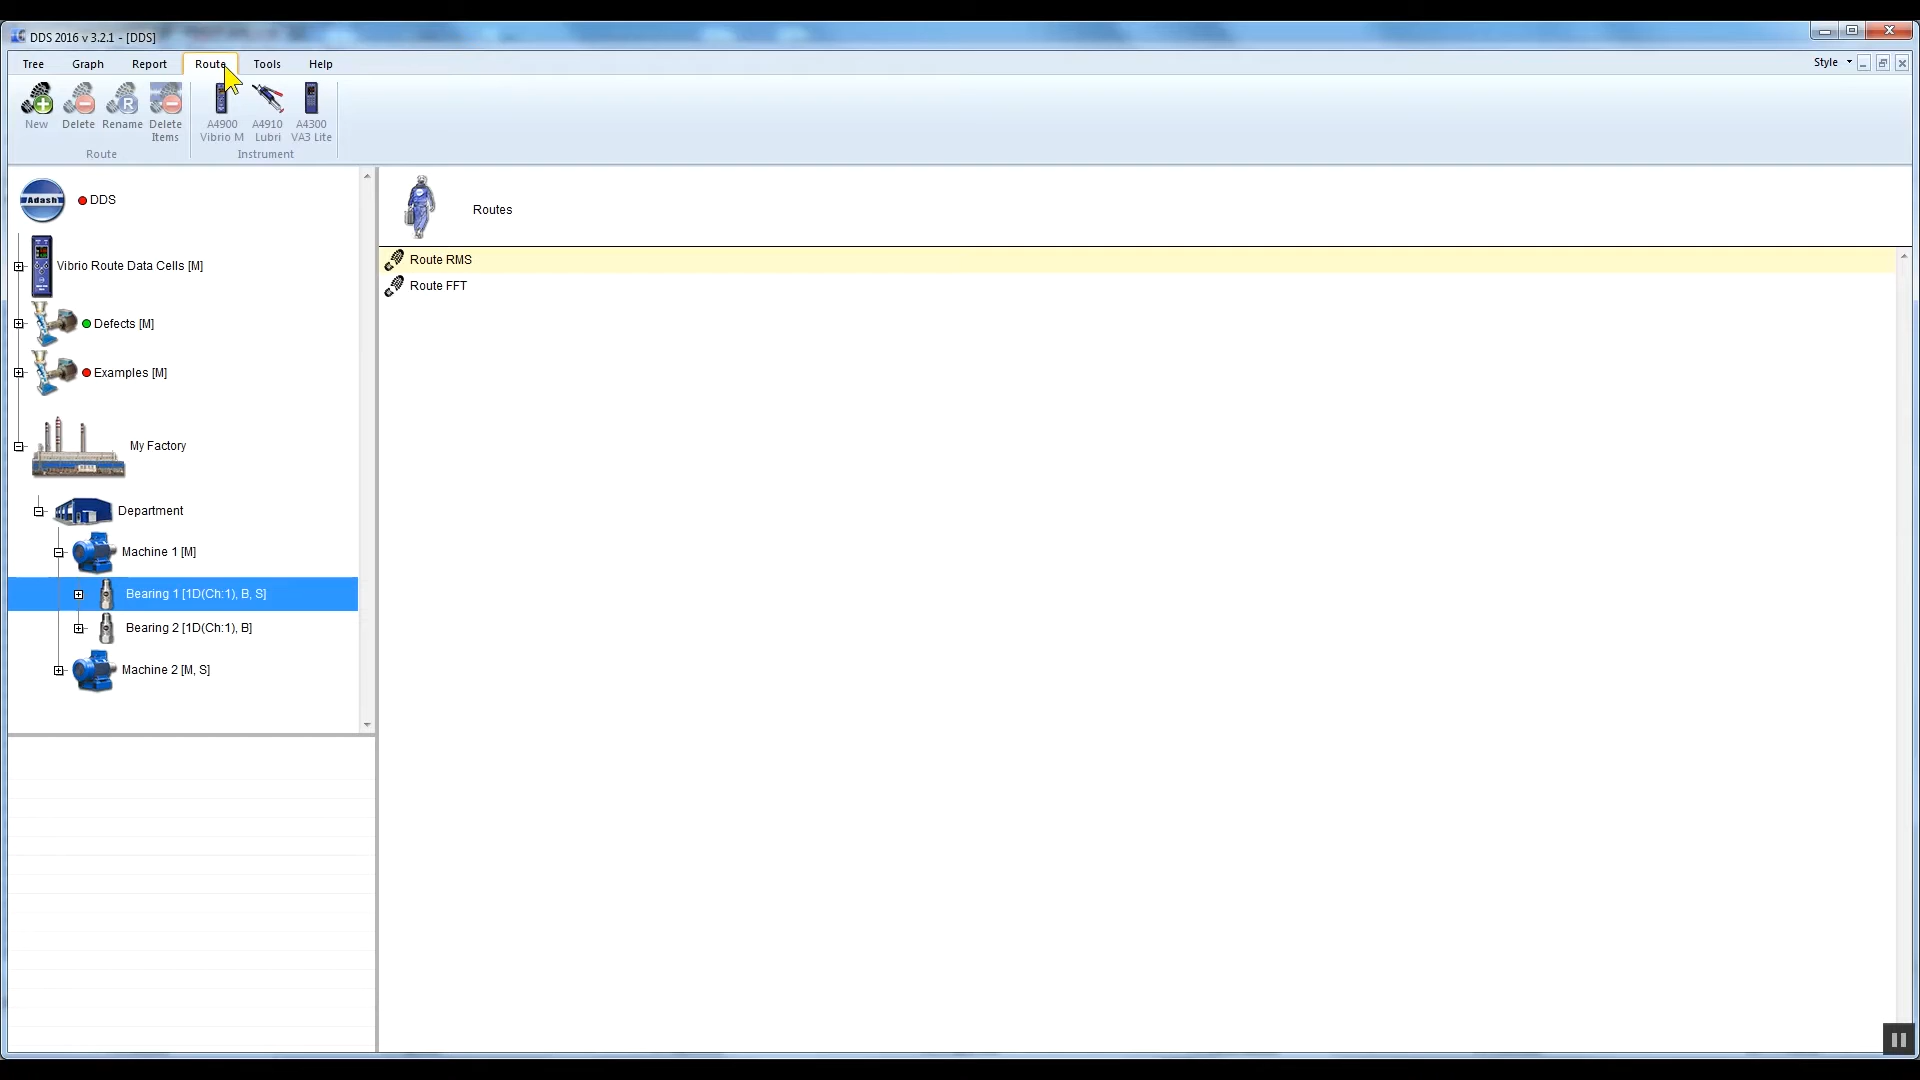 DDS 2016 v 3.2.1 - [DDS]
Tree Graph Report Route Tools Help Style
New Delete Rename Delete Items A4900 Vibrio M A4910 Lubri A4300 VA3 Lite
Route Instrument
Adash DDS
Vibrio Route Data Cells [M]
Defects [M]
Examples [M]
My Factory
Department
Machine 1 [M]
Bearing 1 [1D(Ch:1), B, S]
Bearing 2 [1D(Ch:1), B]
Machine 2 [M, S]
Routes
Route RMS
Route FFT